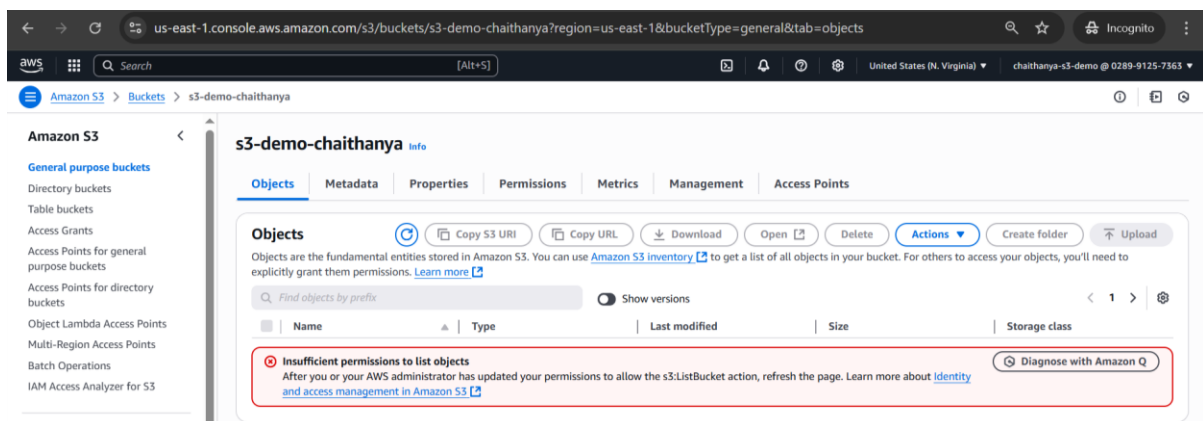 us-east-1.console.aws.amazon.com/s3/buckets/s3-demo-chaithanya?region=us-east-1&bucketType=general&tab=objects
Incognito
aws
Search
[Alt+S]
United States (N. Virginia)
chaithanya-s3-demo @ 0289-9125-7363
Amazon S3 > Buckets > s3-demo-chaithanya
Amazon S3
General purpose buckets
Directory buckets
Table buckets
Access Grants
Access Points for general
purpose buckets
Access Points for directory
buckets
Object Lambda Access Points
Multi-Region Access Points
Batch Operations
IAM Access Analyzer for S3
s3-demo-chaithanya Info
Objects Metadata Properties Permissions Metrics Management Access Points
Objects
Copy S3 URI Copy URL Download Open Delete Actions Create folder Upload
Objects are the fundamental entities stored in Amazon S3. You can use Amazon S3 inventory to get a list of all objects in your bucket. For others to access your objects, you'll need to
explicitly grant them permissions. Learn more
Find objects by prefix
Show versions
1
Name Type Last modified Size Storage class
Insufficient permissions to list objects
After you or your AWS administrator has updated your permissions to allow the s3:ListBucket action, refresh the page. Learn more about Identity
and access management in Amazon S3
Diagnose with Amazon Q